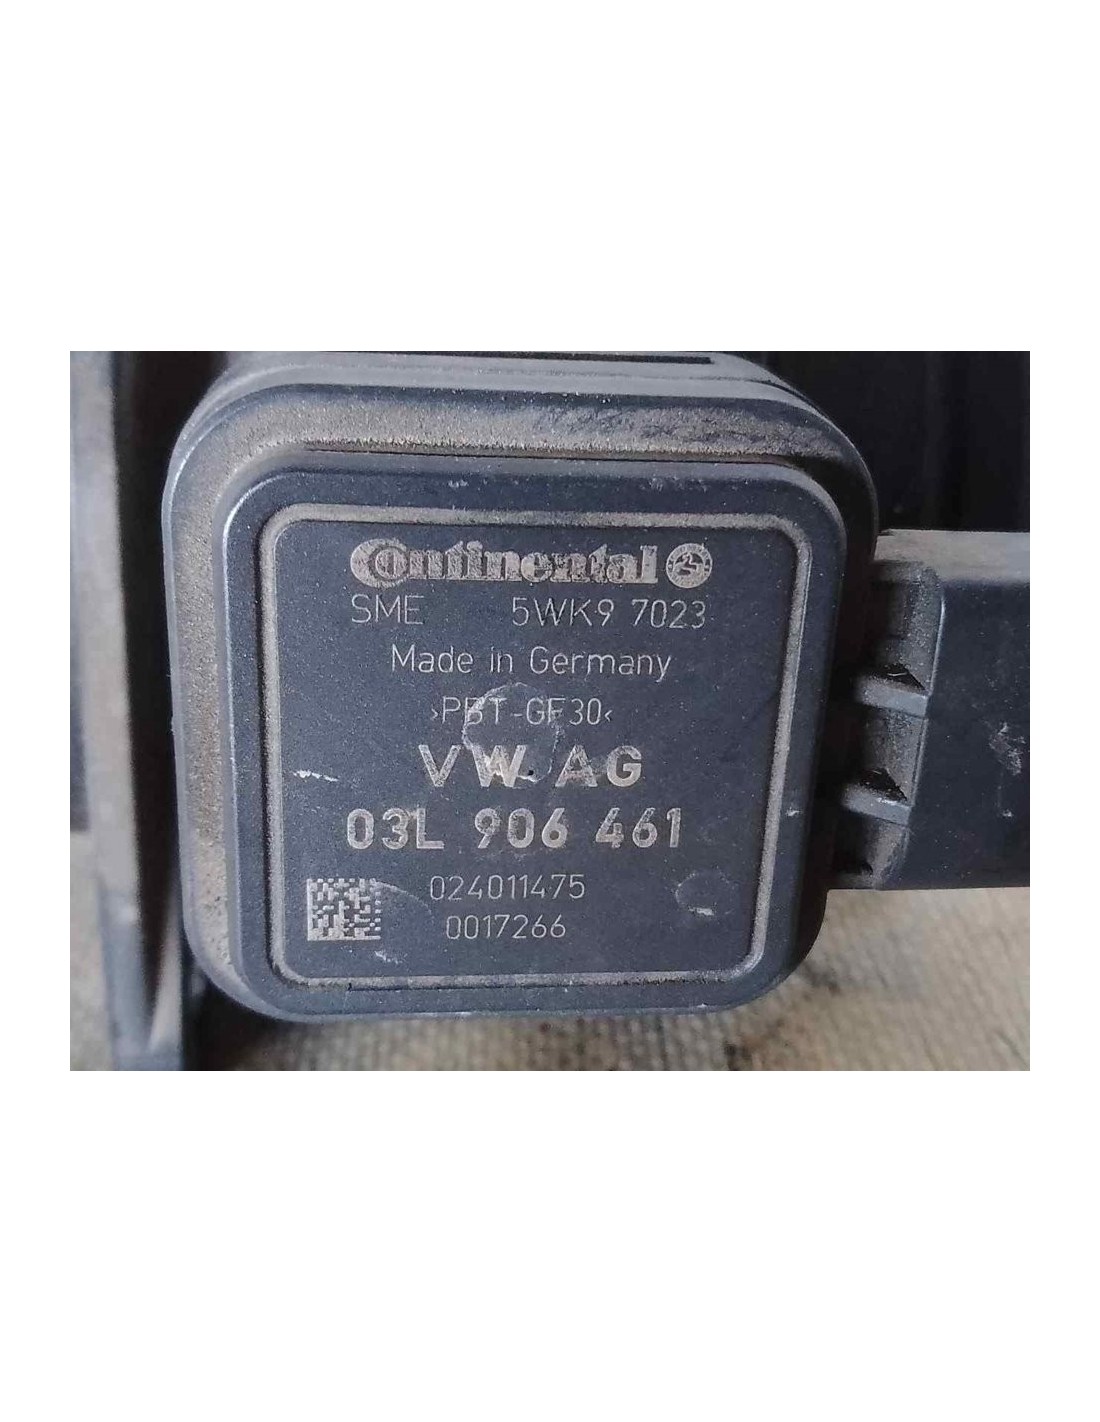 Continental
SME 5WK9 7023
Made in Germany
›PBT-GF30‹
VW AG
03L 906 461
024011475
0017266